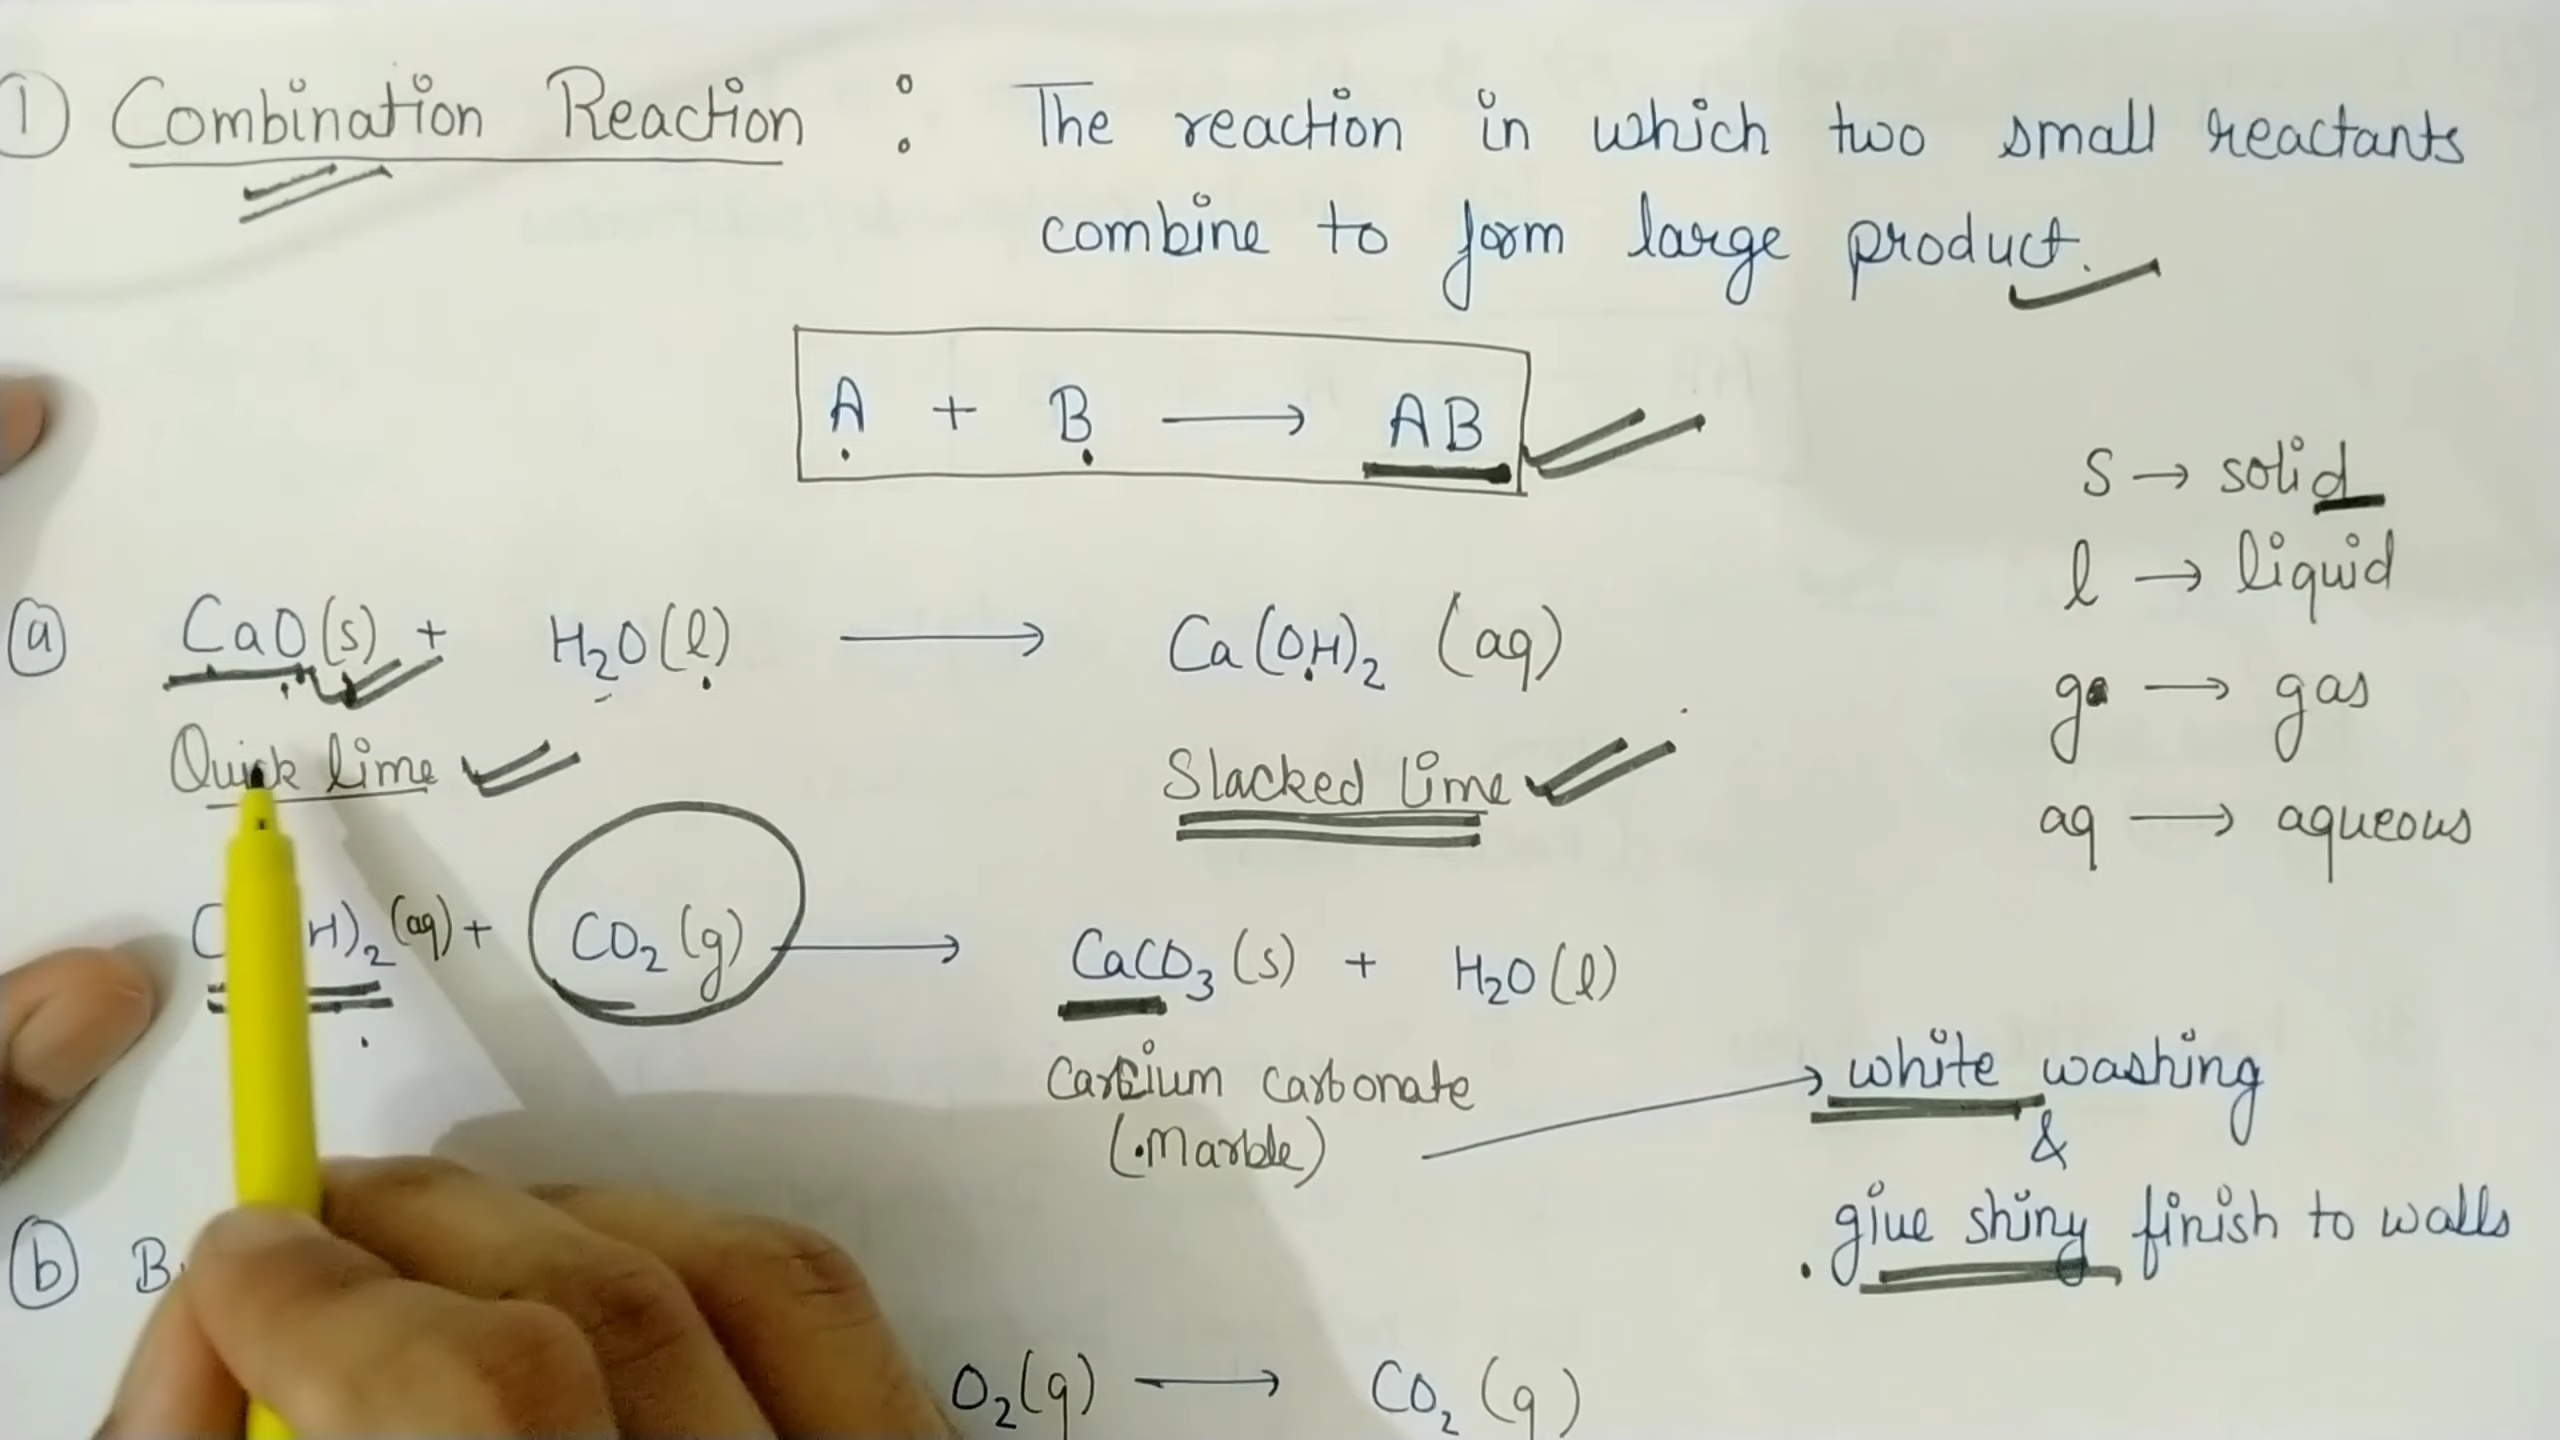 ① Combination Reaction : The reaction in which two small reactants
combine to form large product.
A + B ⟶ AB
s → solid
l → liquid
g → gas
aq → aqueous
ⓐ CaO(s) + H₂O(l) ⟶ Ca(OH)₂ (aq)
Quick lime
Slacked lime
H)₂ (aq) + CO₂ (g) ⟶ CaCO₃ (s) + H₂O (l)
carbonate
(Marble)
white washing
&
give shiny finish to walls
ⓑ B
O₂(g) ⟶ CO₂ (g)